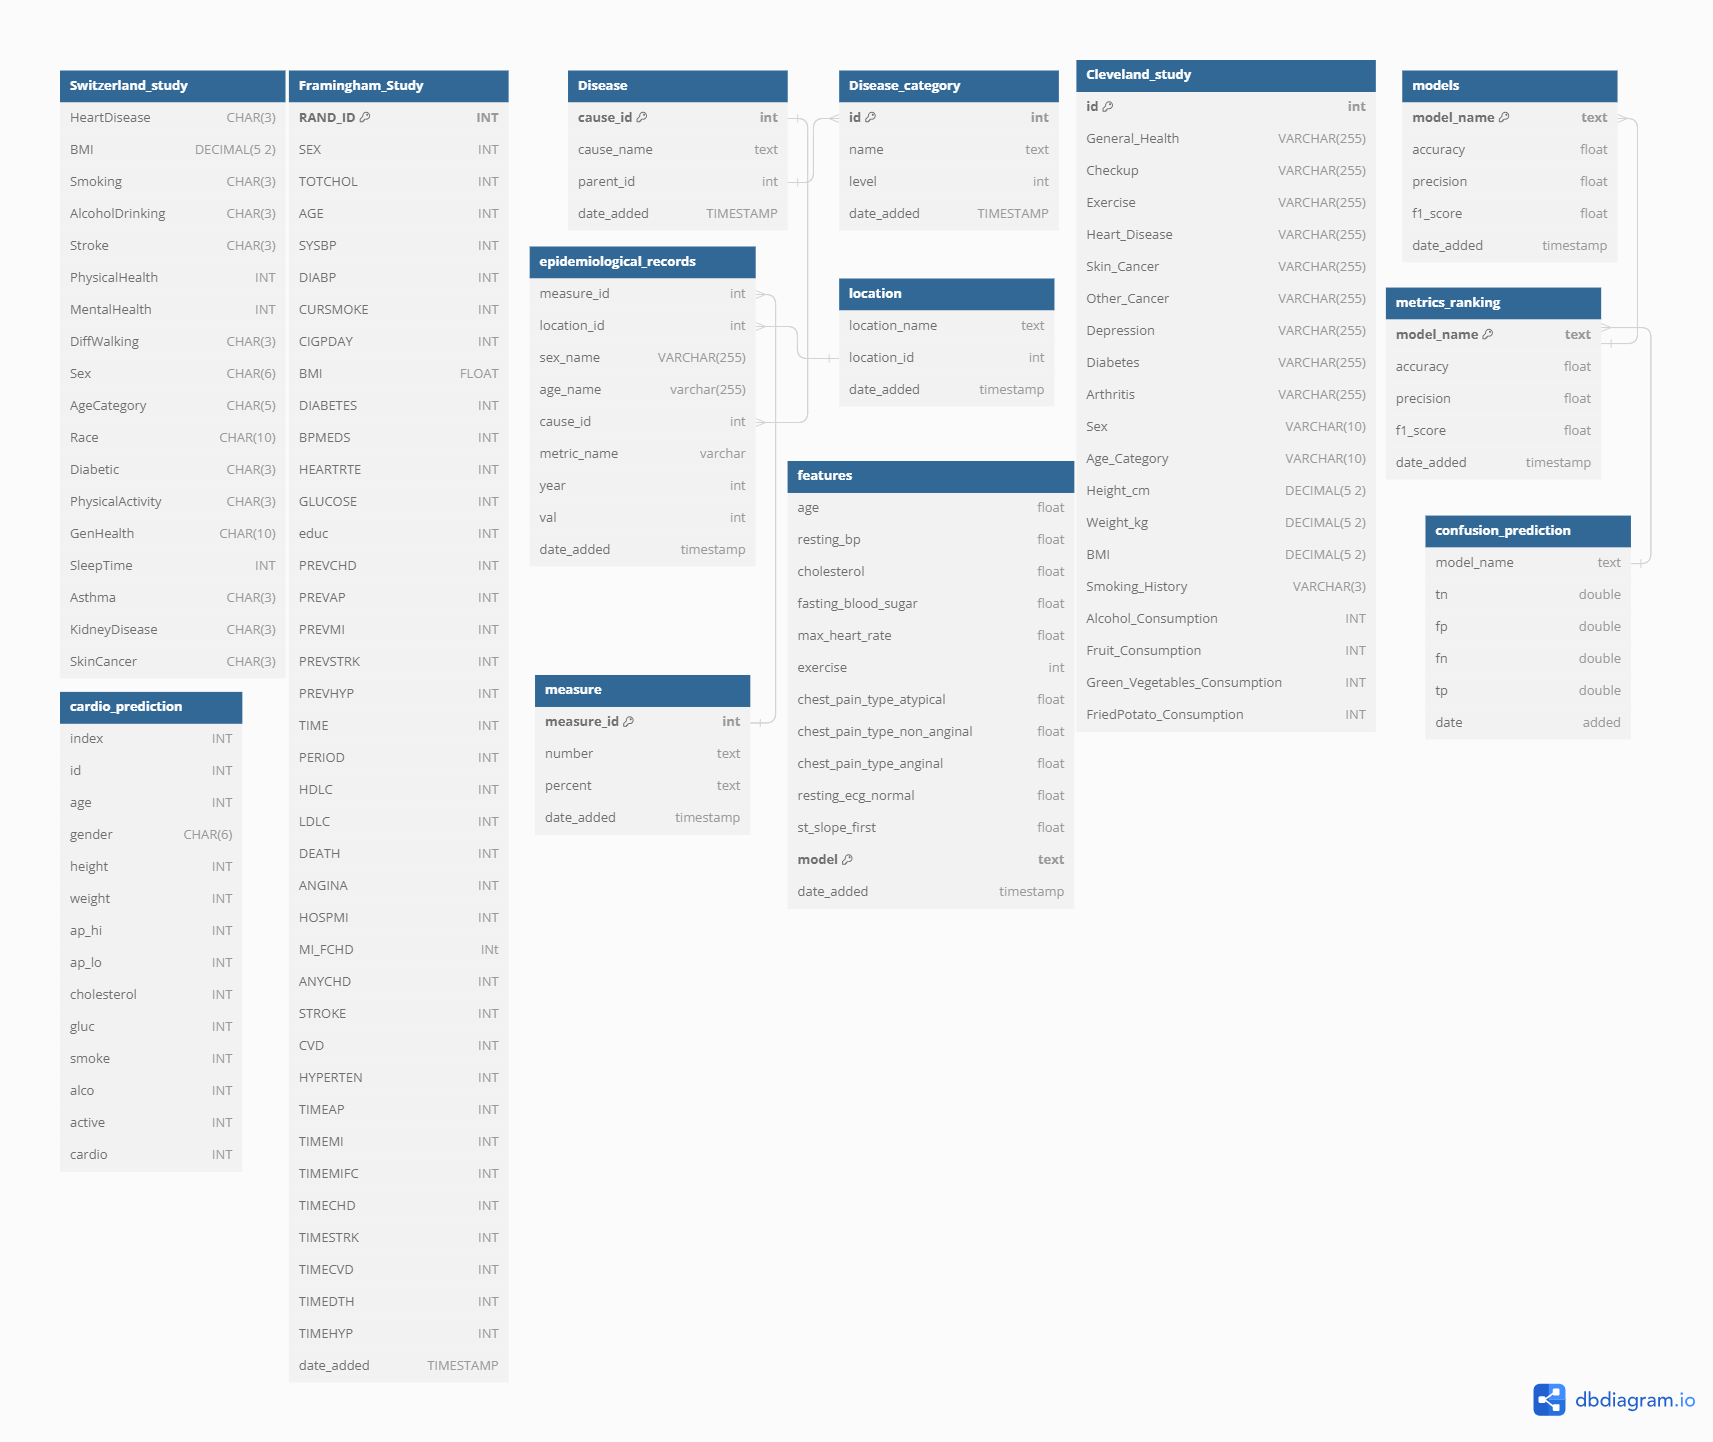 Switzerland_study
HeartDisease CHAR(3)
BMI DECIMAL(5 2)
Smoking CHAR(3)
AlcoholDrinking CHAR(3)
Stroke CHAR(3)
PhysicalHealth INT
MentalHealth INT
DiffWalking CHAR(3)
Sex CHAR(6)
AgeCategory CHAR(5)
Race CHAR(10)
Diabetic CHAR(3)
PhysicalActivity CHAR(3)
GenHealth CHAR(10)
SleepTime INT
Asthma CHAR(3)
KidneyDisease CHAR(3)
SkinCancer CHAR(3)
cardio_prediction
index INT
id INT
age INT
gender CHAR(6)
height INT
weight INT
ap_hi INT
ap_lo INT
cholesterol INT
gluc INT
smoke INT
alco INT
active INT
cardio INT
Framingham_Study
RAND_ID INT
SEX INT
TOTCHOL INT
AGE INT
SYSBP INT
DIABP INT
CURSMOKE INT
CIGPDAY INT
BMI FLOAT
DIABETES INT
BPMEDS INT
HEARTRTE INT
GLUCOSE INT
educ INT
PREVCHD INT
PREVAP INT
PREVMI INT
PREVSTRK INT
PREVHYP INT
TIME INT
PERIOD INT
HDLC INT
LDLC INT
DEATH INT
ANGINA INT
HOSPMI INT
MI_FCHD INt
ANYCHD INT
STROKE INT
CVD INT
HYPERTEN INT
TIMEAP INT
TIMEMI INT
TIMEMIFC INT
TIMECHD INT
TIMESTRK INT
TIMECVD INT
TIMEDTH INT
TIMEHYP INT
date_added TIMESTAMP
Disease
cause_id int
cause_name text
parent_id int
date_added TIMESTAMP
epidemiological_records
measure_id int
location_id int
sex_name VARCHAR(255)
age_name varchar(255)
cause_id int
metric_name varchar
year int
val int
date_added timestamp
measure
measure_id int
number text
percent text
date_added timestamp
Disease_category
id int
name text
level int
date_added TIMESTAMP
location
location_name text
location_id int
date_added timestamp
features
age float
resting_bp float
cholesterol float
fasting_blood_sugar float
max_heart_rate float
exercise int
chest_pain_type_atypical float
chest_pain_type_non_anginal float
chest_pain_type_anginal float
resting_ecg_normal float
st_slope_first float
model text
date_added timestamp
Cleveland_study
id int
General_Health VARCHAR(255)
Checkup VARCHAR(255)
Exercise VARCHAR(255)
Heart_Disease VARCHAR(255)
Skin_Cancer VARCHAR(255)
Other_Cancer VARCHAR(255)
Depression VARCHAR(255)
Diabetes VARCHAR(255)
Arthritis VARCHAR(255)
Sex VARCHAR(10)
Age_Category VARCHAR(10)
Height_cm DECIMAL(5 2)
Weight_kg DECIMAL(5 2)
BMI DECIMAL(5 2)
Smoking_History VARCHAR(3)
Alcohol_Consumption INT
Fruit_Consumption INT
Green_Vegetables_Consumption INT
FriedPotato_Consumption INT
models
model_name text
accuracy float
precision float
f1_score float
date_added timestamp
metrics_ranking
model_name text
accuracy float
precision float
f1_score float
date_added timestamp
confusion_prediction
model_name text
tn double
fp double
fn double
tp double
date added
dbdiagram.io